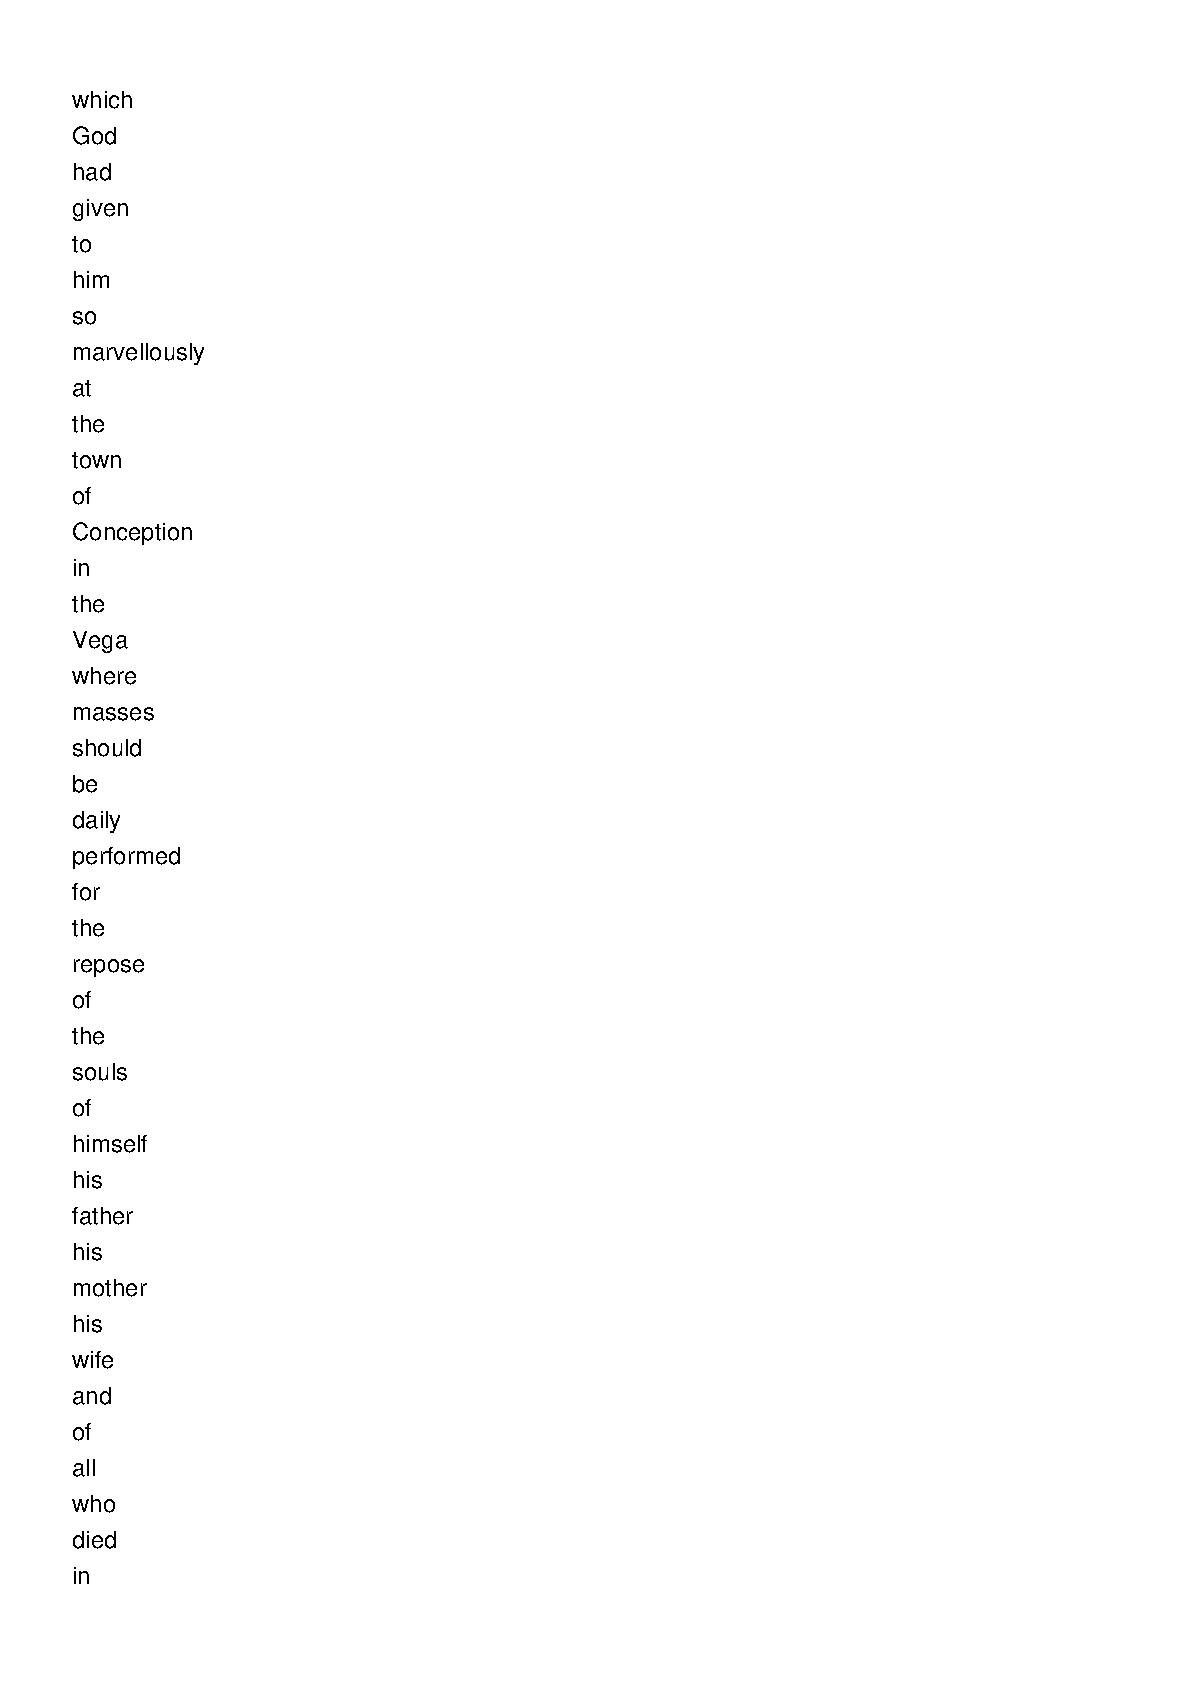 which
God
had
given
to
him
so
marvellously
at
the
town
of
Conception
in
the
Vega
where
masses
should
be
daily
performed
for
the
repose
of
the
souls
of
himself
his
father
his
mother
his
wife
and
of
all
who
died
in